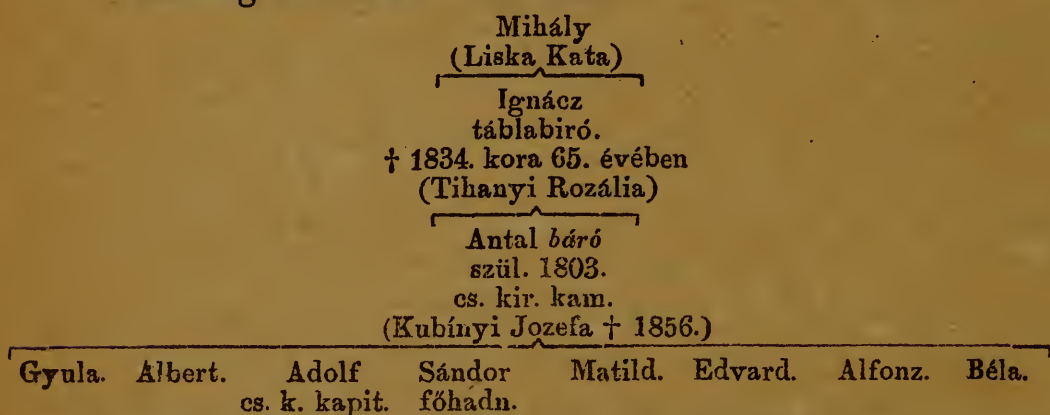 Mihály
(Liska Kata)
Ignácz
táblabiró.
† 1834. kora 65. évében
(Tihanyi Rozália)
Antal báró
szül. 1803.
cs. kir. kam.
(Kubínyi Jozefa † 1856.)
Gyula. Albert. Adolf Sándor Matild. Edvard. Alfonz. Béla.
cs. k. kapit. főhadn.